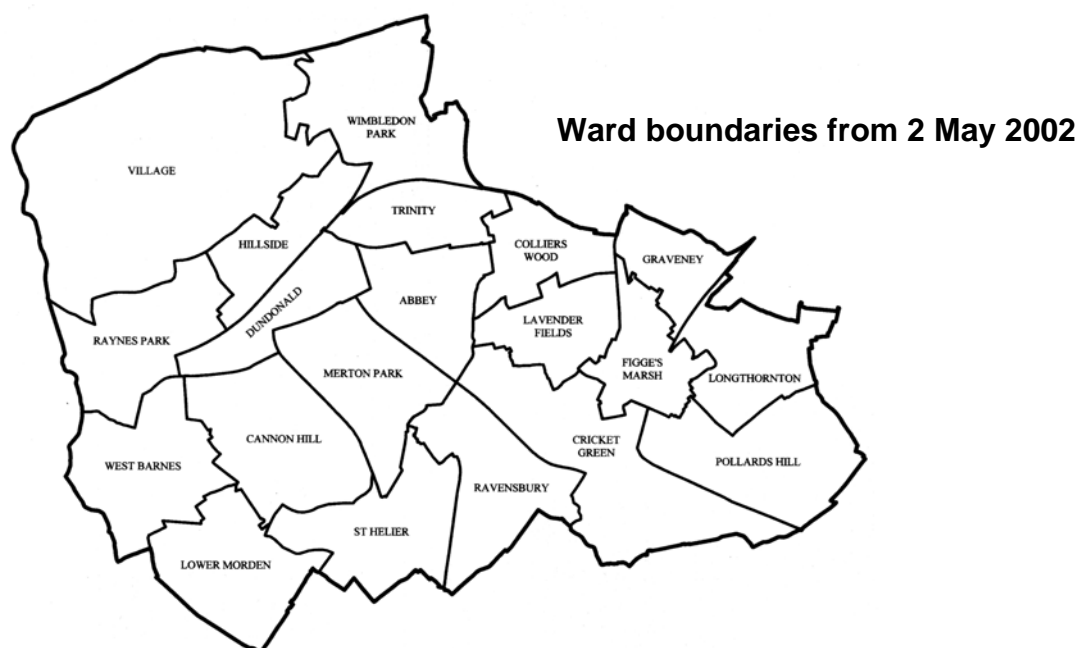 WIMBLEDON
PARK
Ward boundaries from 2 May 2002
VILLAGE
TRINITY
HILLSIDE
COLLIERS
WOOD
GRAVENEY
ABBEY
DUNDONALD
LAVENDER
FIELDS
RAYNES PARK
MERTON PARK
FIGGE'S
MARSH
LONGTHORNTON
CANNON HILL
CRICKET
GREEN
WEST BARNES
POLLARDS HILL
RAVENSBURY
ST HELIER
LOWER MORDEN